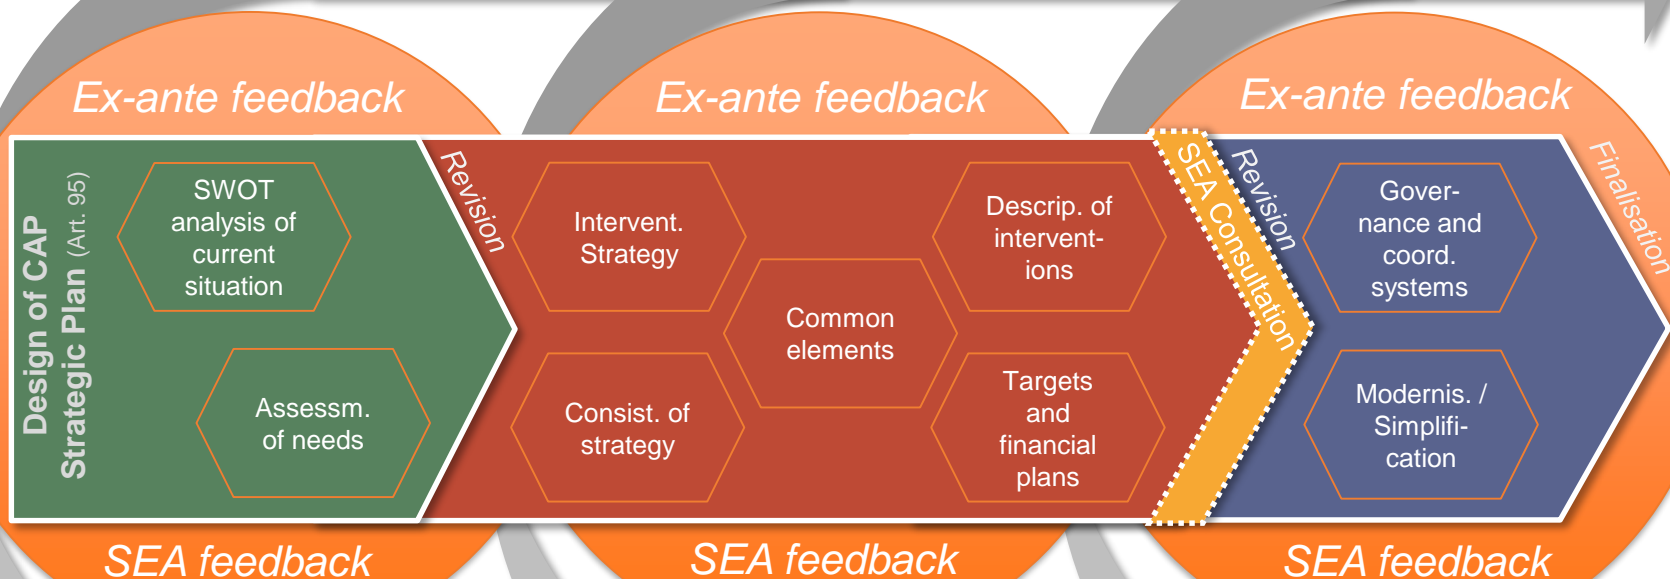 Ex-ante feedback
Ex-ante feedback
Ex-ante feedback
Design of CAP
Strategic Plan (Art. 95)
SWOT
analysis of
current
situation
Assessm.
of needs
Revision
Intervent.
Strategy
Consist. of
strategy
Common
elements
Descrip. of
intervent-
ions
Targets
and
financial
plans
SEA Consultation
Revision
Gover-
nance and
coord.
systems
Modernis. /
Simplifi-
cation
Finalisation
SEA feedback
SEA feedback
SEA feedback